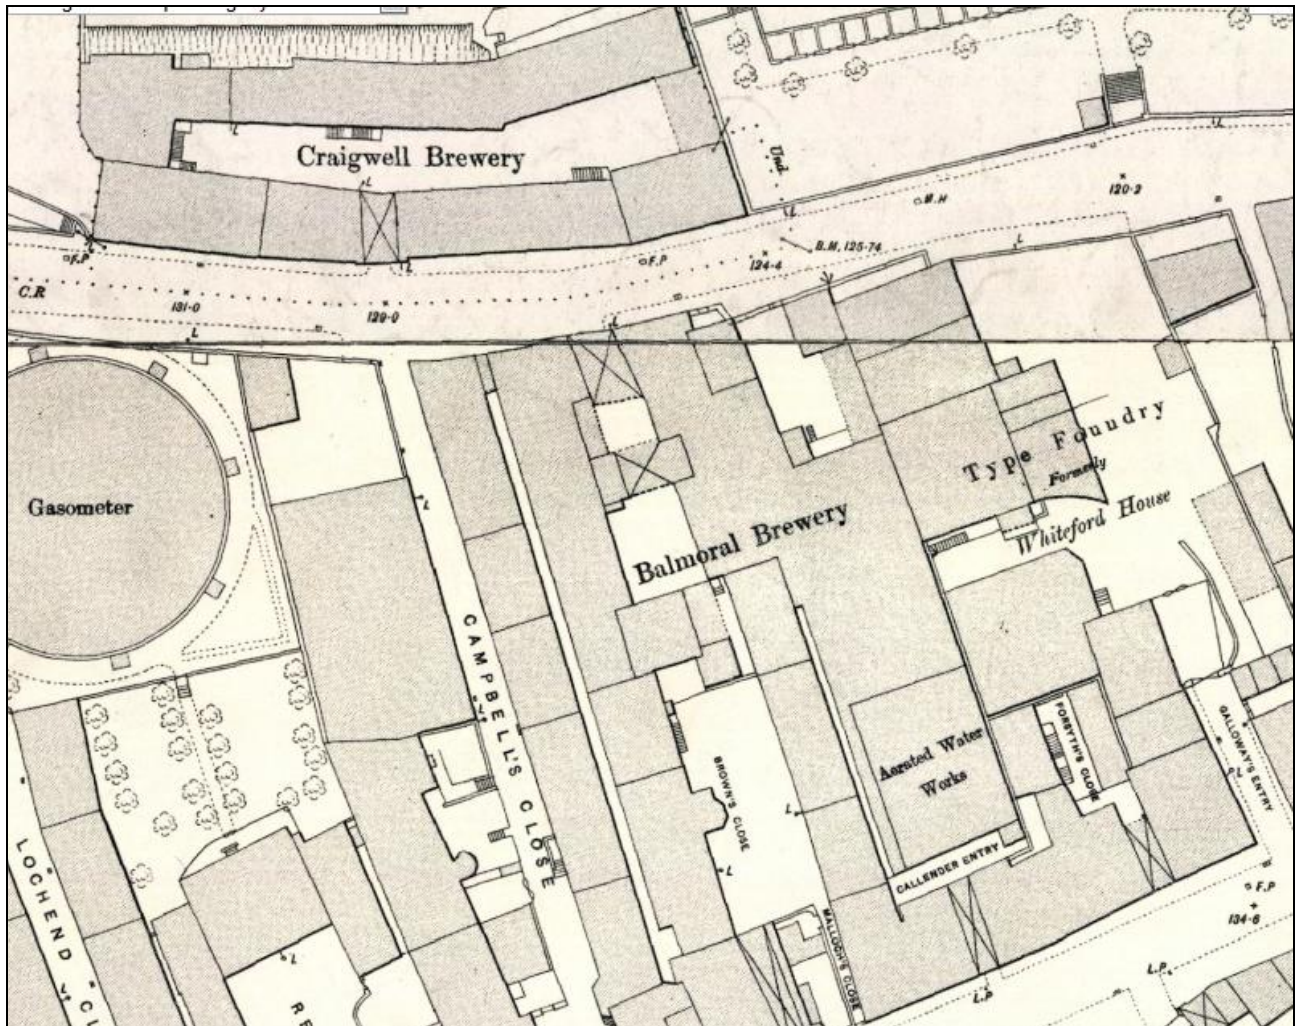 Craigwell Brewery
Und.
M.H
120·2
F.P
F.P
B.M. 125·74
124·4
C.R
131·0
129·0
L
L
L
L
L
L
L
L
Type Foundry
Formerly
Whiteford House
Gasometer
L
Balmoral Brewery
CAMPBELL'S CLOSE
Aerated Water
Works
FORSYTH'S CLOSE
GALLOWAY'S ENTRY
P.L
BROWN'S CLOSE
L
L
CALLENDER ENTRY
LOCHEND CL
MALLOCH'S CLOSE
F.P
134·6
L
L.P
L.P
RE